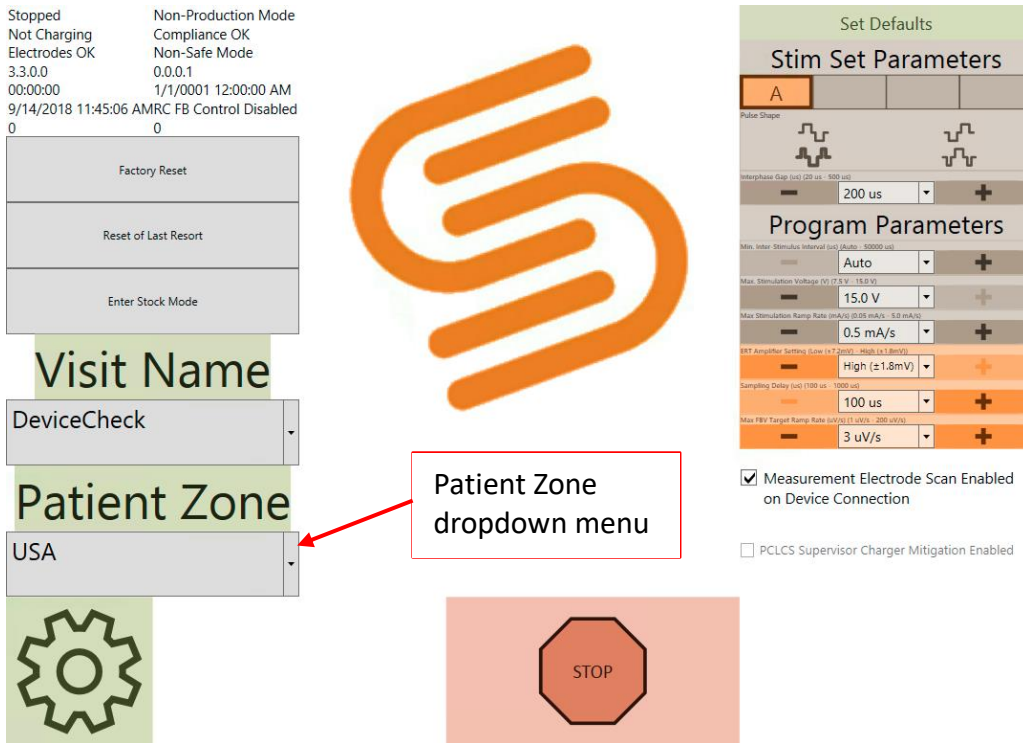 Stopped
Non-Production Mode
Not Charging
Compliance OK
Electrodes OK
Non-Safe Mode
3.3.0.0
0.0.0.1
00:00:00
1/1/0001 12:00:00 AM
9/14/2018 11:45:06 AM
RC FB Control Disabled
0
0
Factory Reset
Reset of Last Resort
Enter Stock Mode
Visit Name
DeviceCheck
Patient Zone
USA
Patient Zone
dropdown menu
STOP
Set Defaults
Stim Set Parameters
A
Pulse Shape
Interphase Gap (us) (20 us - 500 us)
200 us
Program Parameters
Min. Inter-Stimulus Interval (us) (Auto - 50000 us)
Auto
Max. Stimulation Voltage (V) (7.5 V - 15.0 V)
15.0 V
Max Stimulation Ramp Rate (mA/s) (0.05 mA/s - 5.0 mA/s)
0.5 mA/s
ERT Amplifier Setting (Low (±7.2mV) - High (±1.8mV))
High (±1.8mV)
Sampling Delay (us) (100 us - 1000 us)
100 us
Max FBV Target Ramp Rate (uV/s) (1 uV/s - 200 uV/s)
3 uV/s
Measurement Electrode Scan Enabled
on Device Connection
PCLCS Supervisor Charger Mitigation Enabled